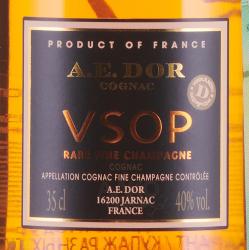 PRODUCT OF FRANCE
A.E. DOR
COGNAC
D
VSOP
RARE FINE CHAMPAGNE
COGNAC
APPELLATION COGNAC FINE CHAMPAGNE CONTRÔLÉE
35 cl
A.E. DOR
16200 JARNAC
FRANCE
40% vol.